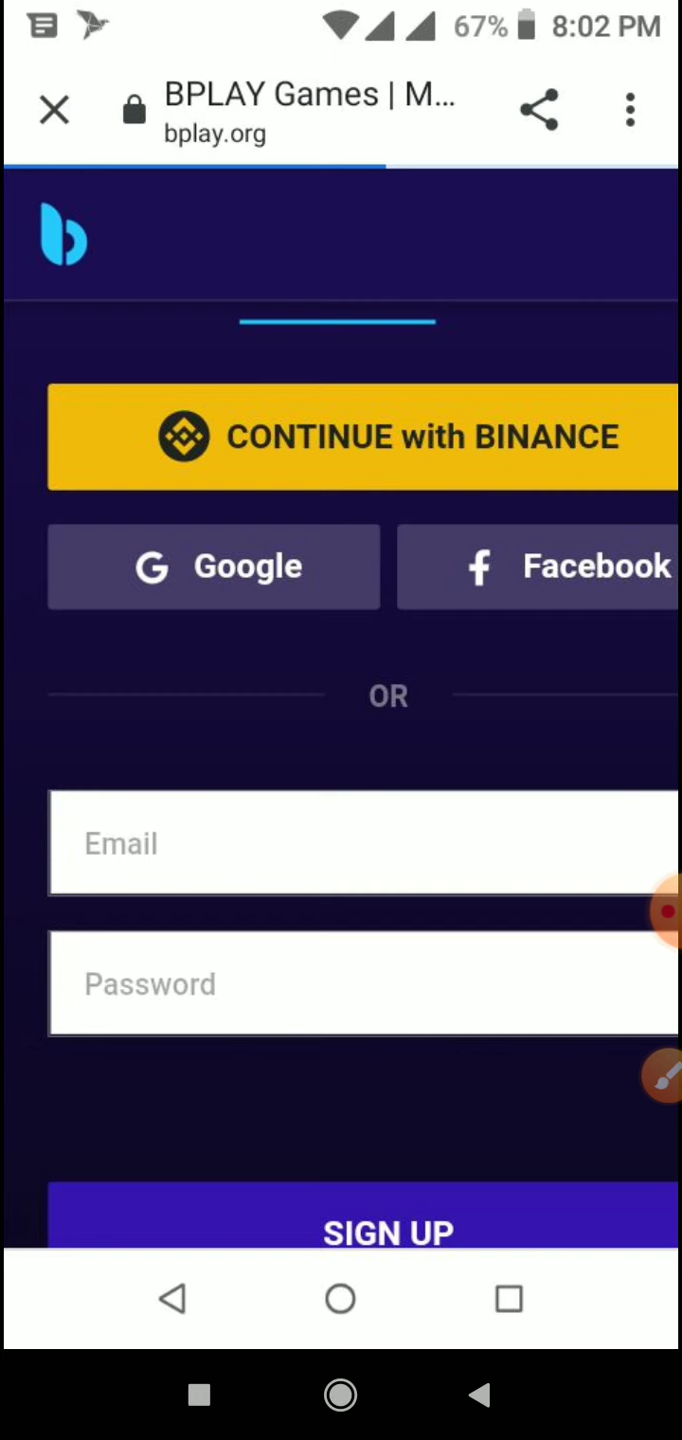 67% 8:02 PM
BPLAY Games | M...
bplay.org
CONTINUE with BINANCE
Google
Facebook
OR
Email
Password
SIGN UP